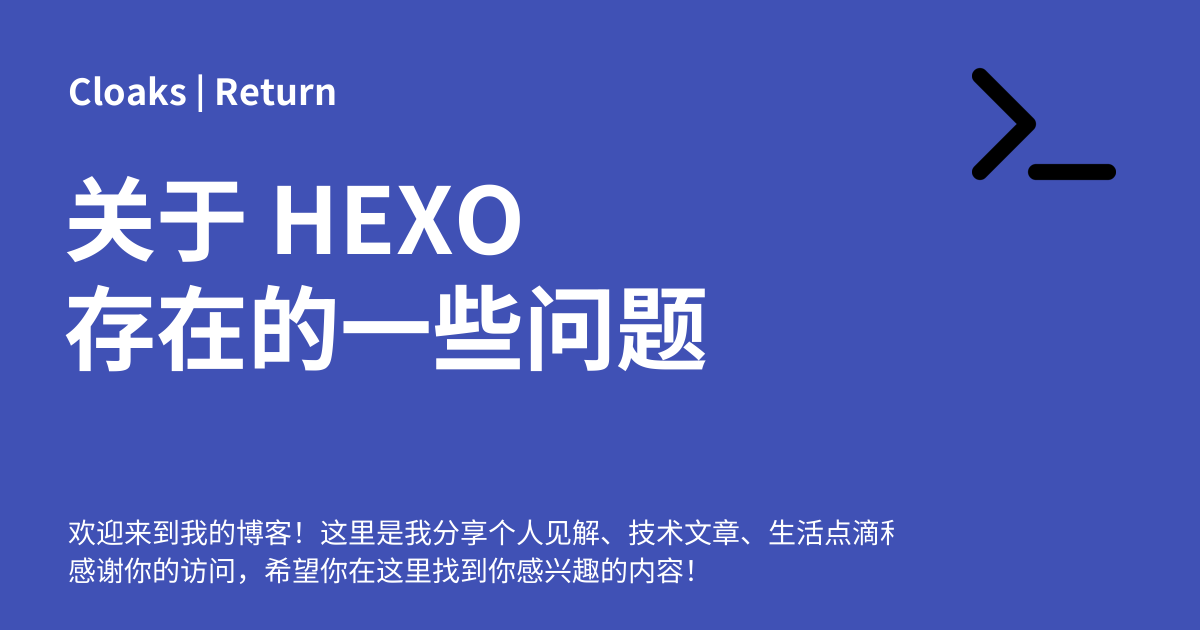 Cloaks | Return
关于 HEXO
存在的一些问题
欢迎来到我的博客！这里是我分享个人见解、技术文章、生活点滴
感谢你的访问，希望你在这里找到你感兴趣的内容！